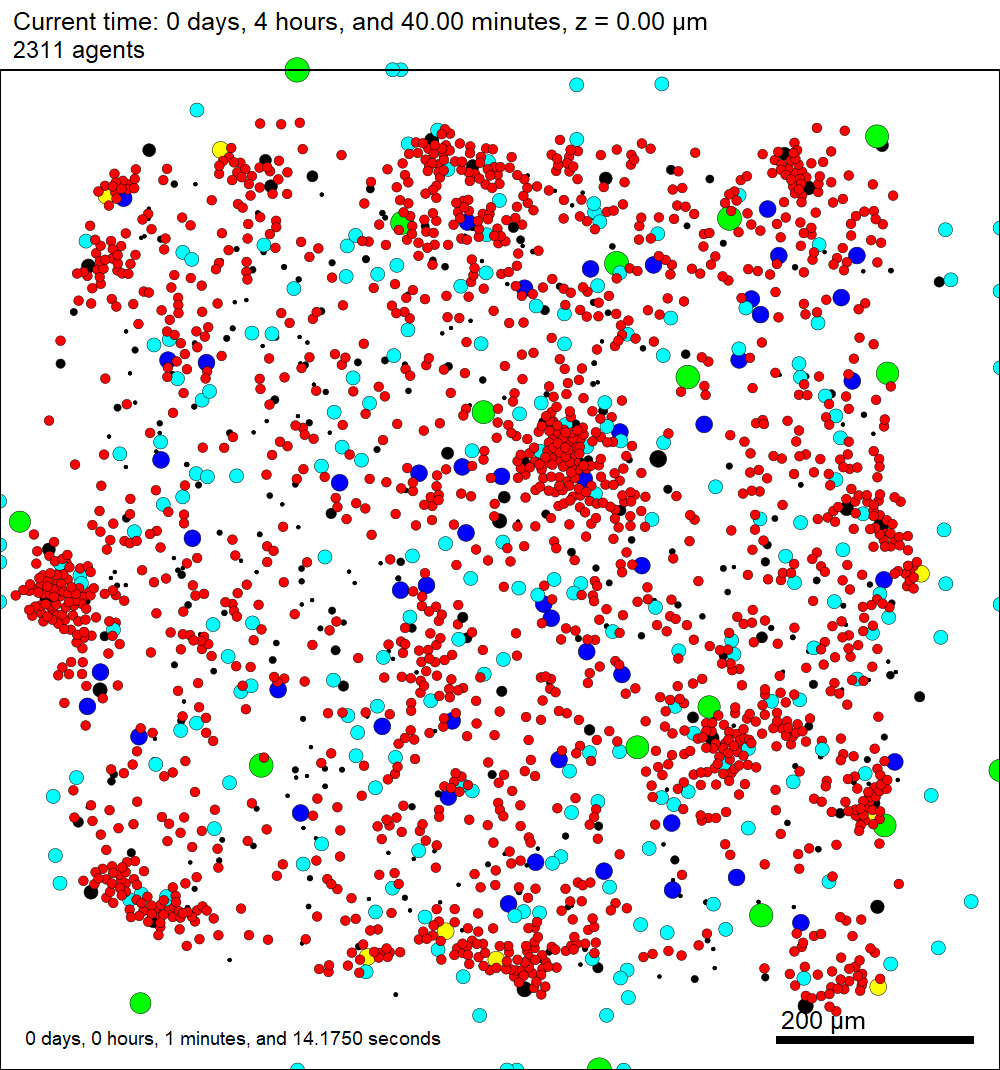 Current time: 0 days, 4 hours, and 40.00 minutes, z = 0.00 µm
2311 agents
200 µm
0 days, 0 hours, 1 minutes, and 14.1750 seconds